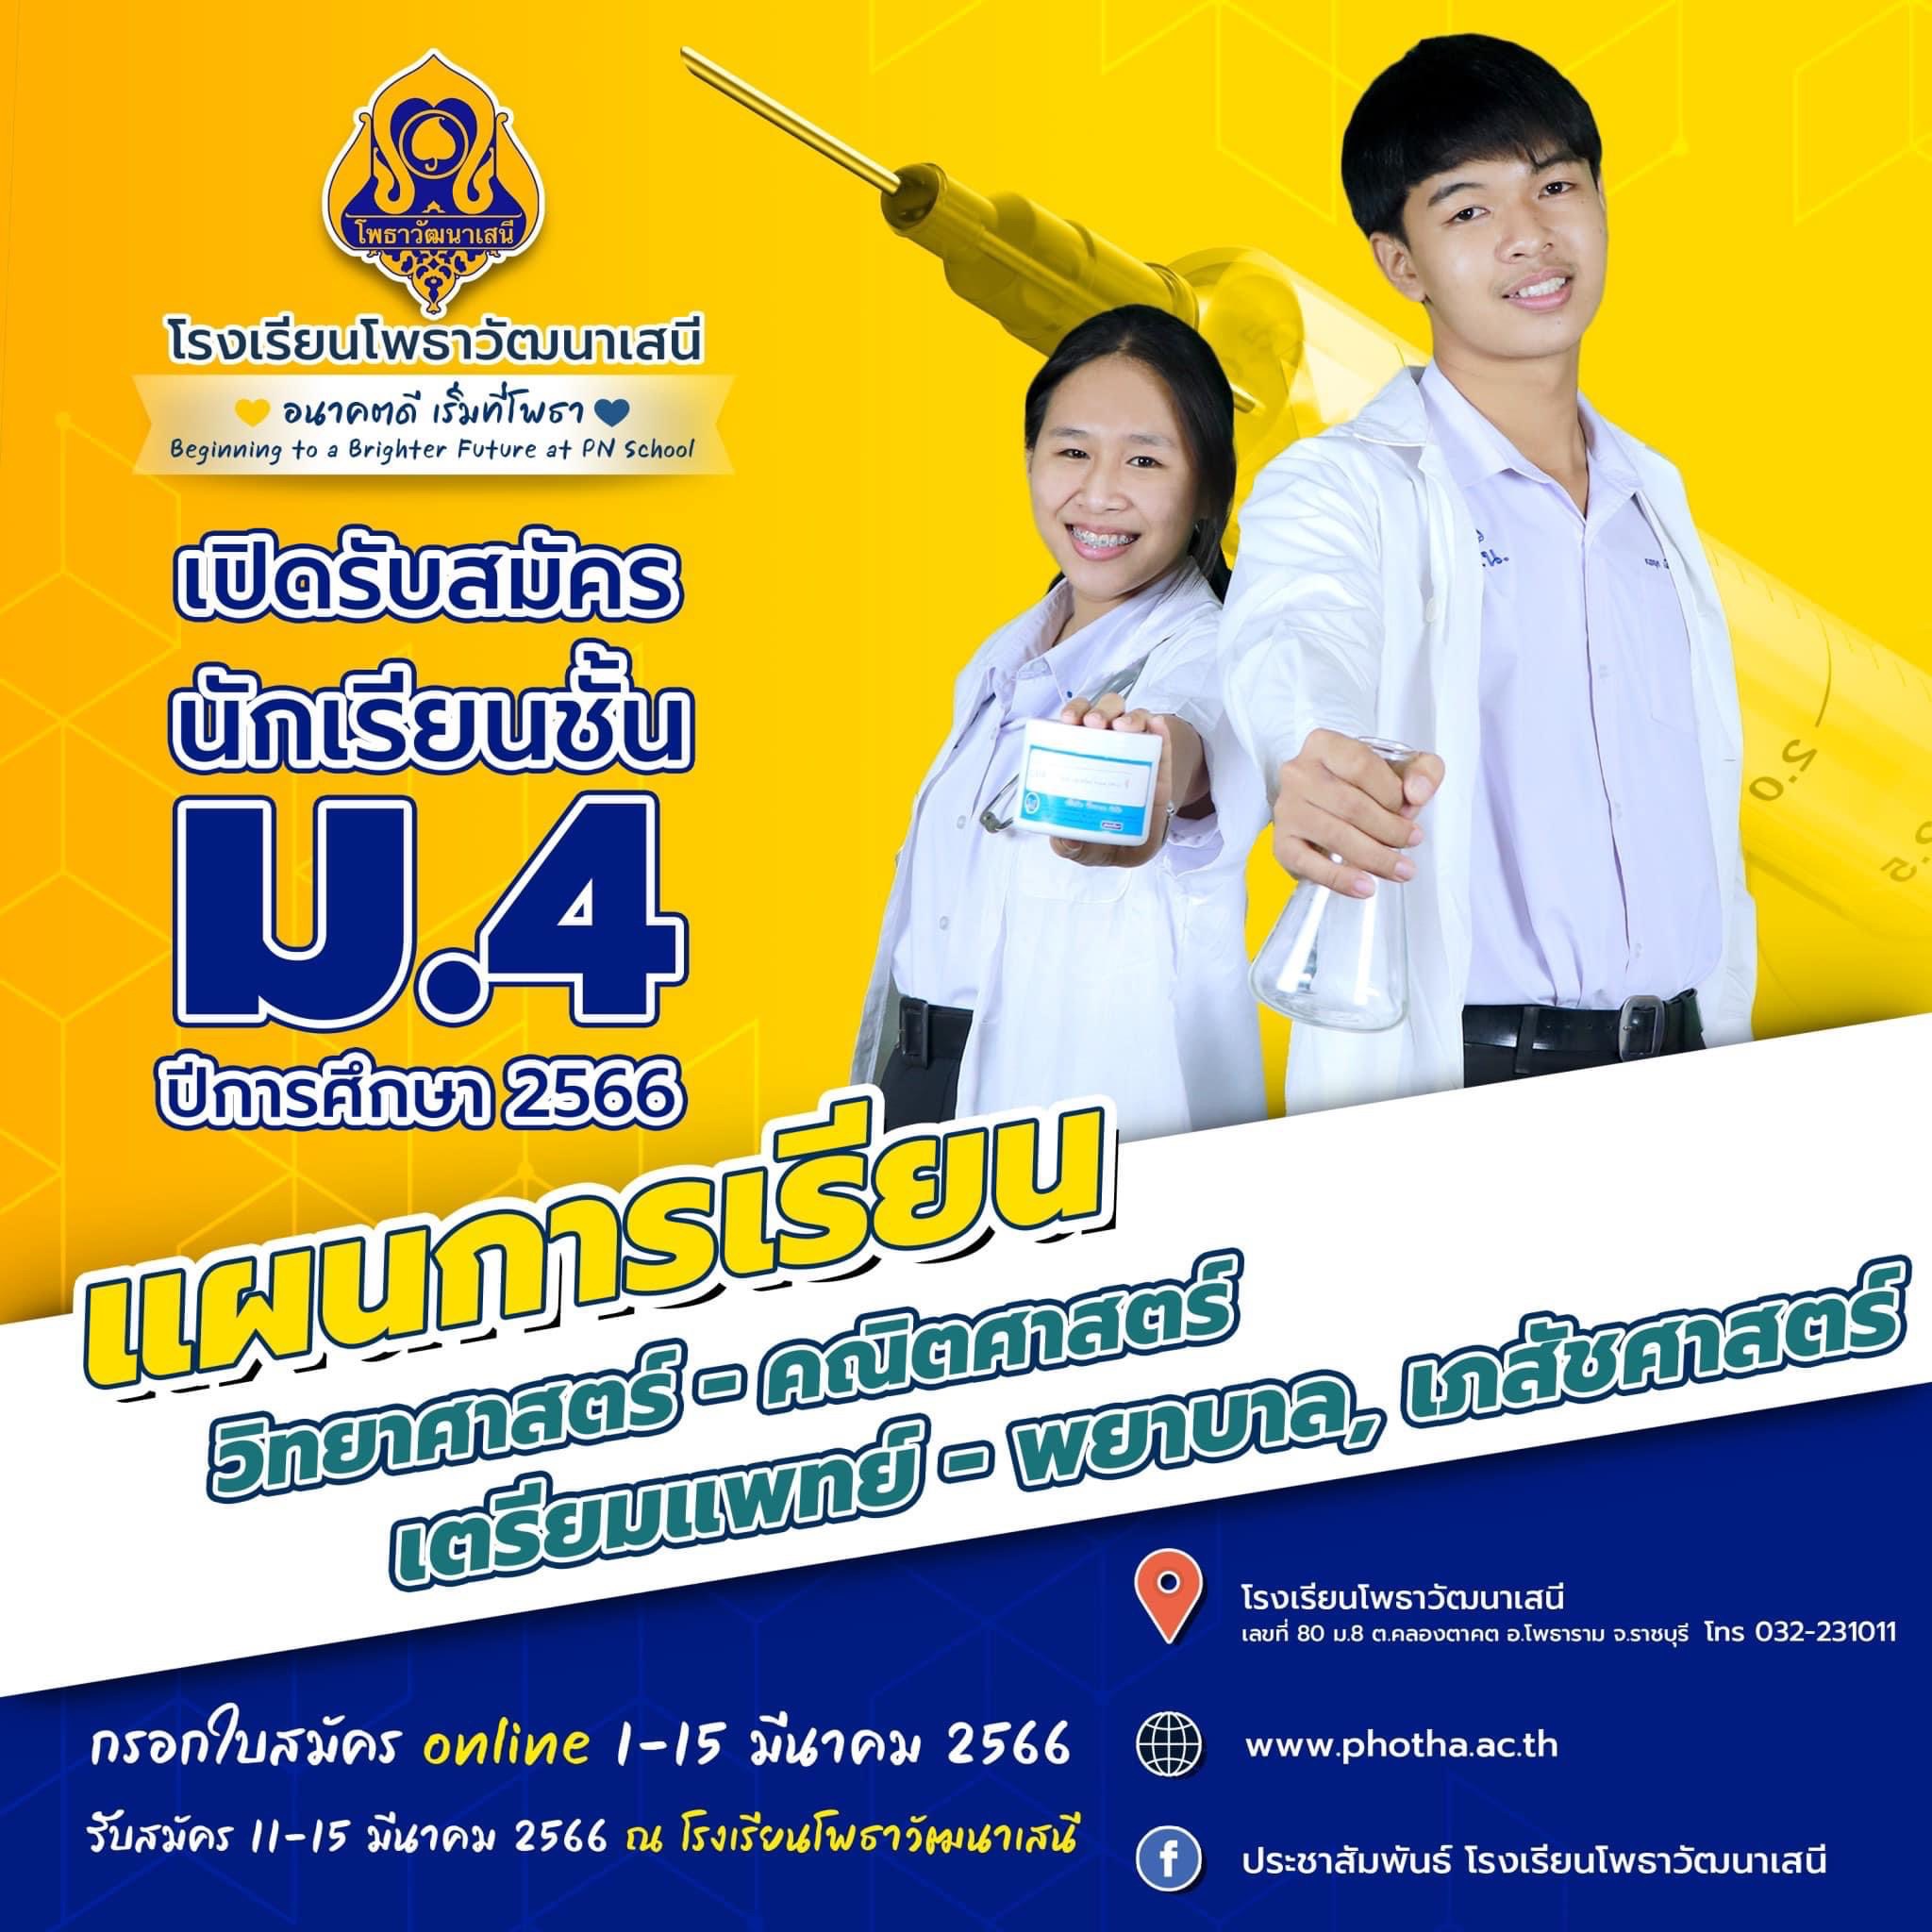 โพธาวัฒนาเสนี
โรงเรียนโพธาวัฒนาเสนี
อนาคตดี เริ่มที่โพธา
Beginning to a Brighter Future at PN School
เปิดรับสมัคร
นักเรียนชั้น
ม.4
ปีการศึกษา 2566
แผนการเรียน
วิทยาศาสตร์ - คณิตศาสตร์
เตรียมแพทย์ - พยาบาล, เภสัชศาสตร์
โรงเรียนโพธาวัฒนาเสนี
เลขที่ 80 ม.8 ต.คลองตาคต อ.โพธาราม จ.ราชบุรี โทร 032-231011
กรอกใบสมัคร online 1-15 มีนาคม 2566
รับสมัคร 11-15 มีนาคม 2566 ณ โรงเรียนโพธาวัฒนาเสนี
www.photha.ac.th
ประชาสัมพันธ์ โรงเรียนโพธาวัฒนาเสนี